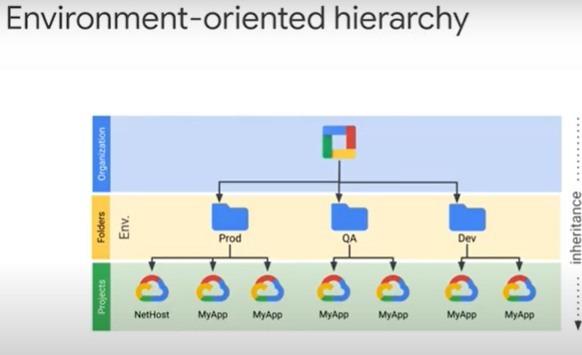 Environment-oriented hierarchy
Organization
Folders
Env.
Prod
QA
Dev
Projects
NetHost
MyApp
MyApp
MyApp
MyApp
MyApp
MyApp
inheritance